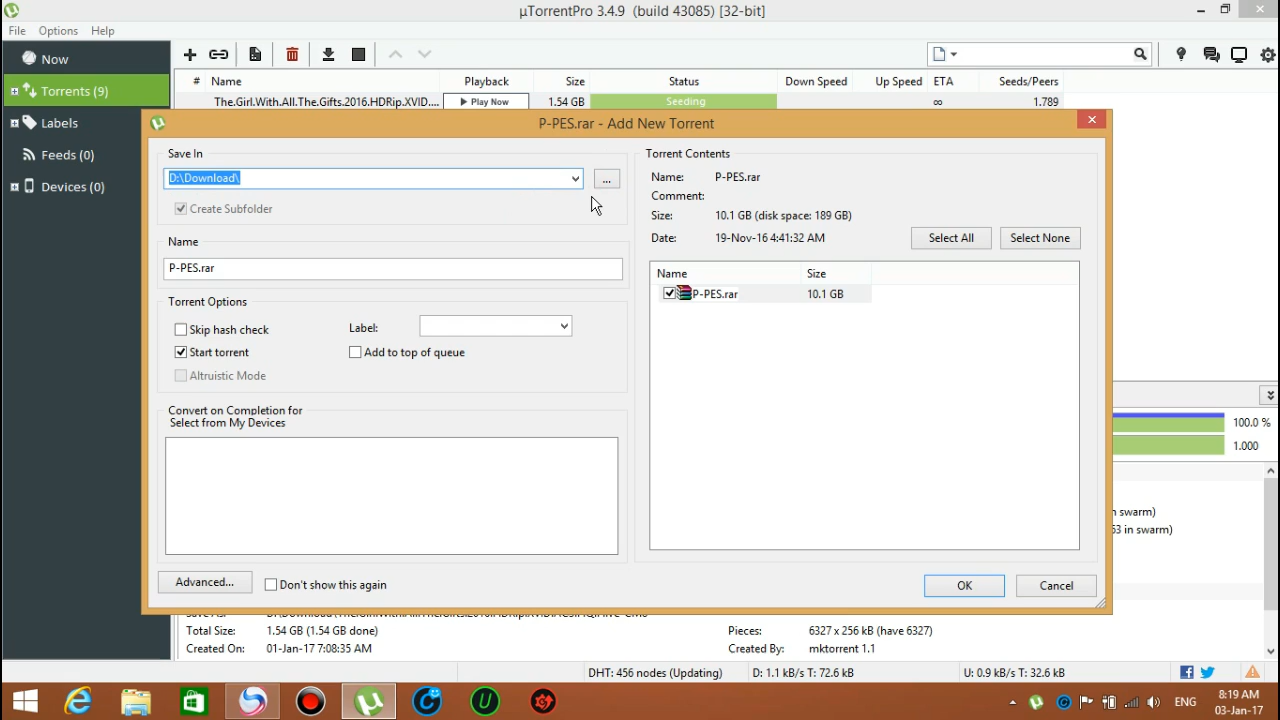 µTorrentPro 3.4.9 (build 43085) [32-bit]
File Options Help
Now
Torrents (9)
Labels
Feeds (0)
Devices (0)
# Name Playback Size Status Down Speed Up Speed ETA Seeds/Peers
The.Girl.With.All.The.Gifts.2016.HDRip.XVID.... Play Now 1.54 GB Seeding ∞ 1.789
P-PES.rar - Add New Torrent
Save In
D:\Download\
...
Create Subfolder
Name
P-PES.rar
Torrent Options
Skip hash check
Label:
Start torrent
Add to top of queue
Altruistic Mode
Convert on Completion for
Select from My Devices
Advanced...
Don't show this again
Torrent Contents
Name: P-PES.rar
Comment:
Size: 10.1 GB (disk space: 189 GB)
Date: 19-Nov-16 4:41:32 AM
Select All
Select None
Name Size
P-PES.rar 10.1 GB
OK
Cancel
100.0 %
1.000
n swarm)
53 in swarm)
Total Size: 1.54 GB (1.54 GB done)
Pieces: 6327 x 256 kB (have 6327)
Created On: 01-Jan-17 7:08:35 AM
Created By: mktorrent 1.1
DHT: 456 nodes (Updating)
D: 1.1 kB/s T: 72.6 kB
U: 0.9 kB/s T: 32.6 kB
ENG
8:19 AM
03-Jan-17